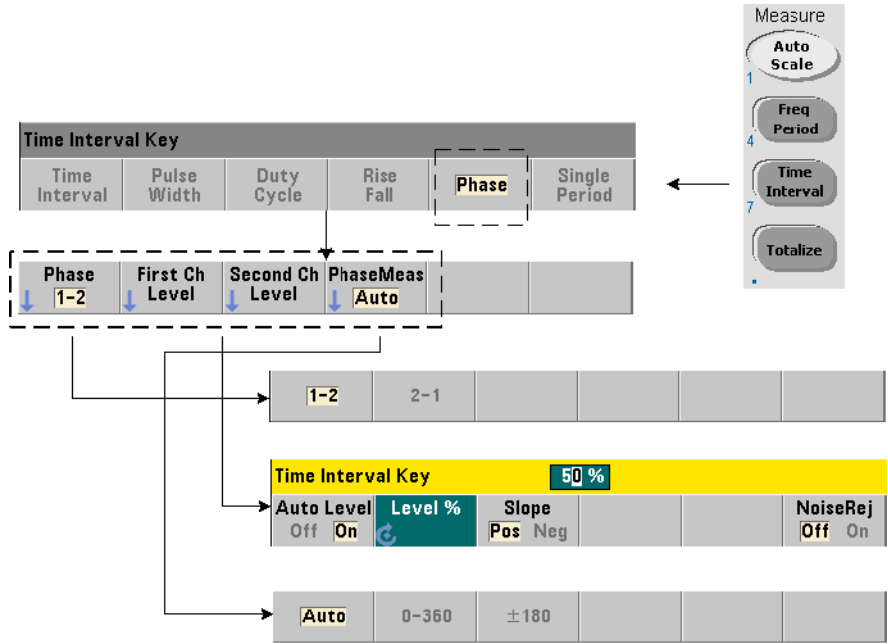 Measure
Auto
Scale
1
Freq
Period
4
Time
Interval
7
Totalize
.
Time Interval Key
Time
Interval
Pulse
Width
Duty
Cycle
Rise
Fall
Phase
Single
Period
Phase
1-2
First Ch
Level
Second Ch
Level
PhaseMeas
Auto
1-2
2-1
Time Interval Key 50 %
Auto Level
Off On
Level %
Slope
Pos Neg
NoiseRej
Off On
Auto
0-360
±180